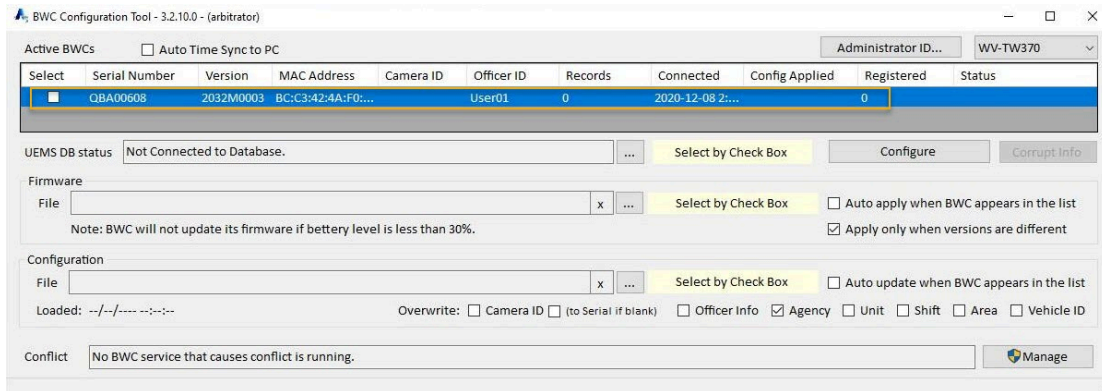 BWC Configuration Tool - 3.2.10.0 - (arbitrator)
Active BWCs Auto Time Sync to PC Administrator ID... WV-TW370
Select Serial Number Version MAC Address Camera ID Officer ID Records Connected Config Applied Registered Status
QBA00608 2032M0003 BC:C3:42:4A:F0:... User01 0 2020-12-08 2:... 0
UEMS DB status Not Connected to Database. ... Select by Check Box Configure Corrupt Info
Firmware
File x ... Select by Check Box Auto apply when BWC appears in the list
Note: BWC will not update its firmware if bettery level is less than 30%. Apply only when versions are different
Configuration
File x ... Select by Check Box Auto update when BWC appears in the list
Loaded: --/--/---- --:--:-- Overwrite: Camera ID (to Serial if blank) Officer Info Agency Unit Shift Area Vehicle ID
Conflict No BWC service that causes conflict is running. Manage